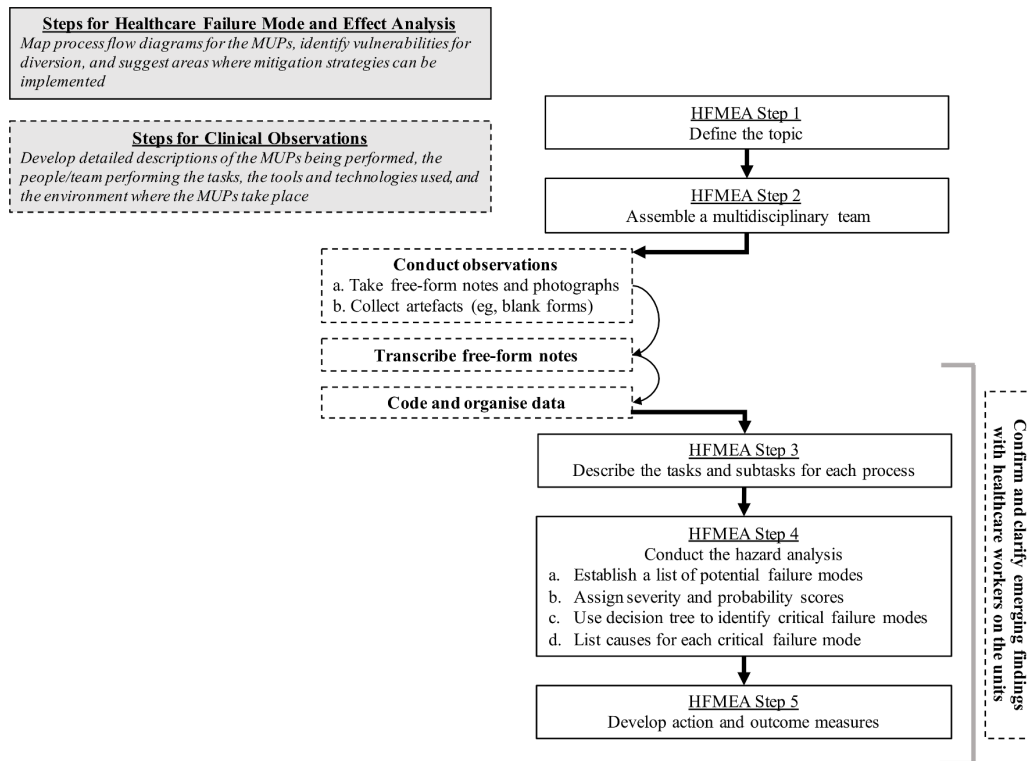 Steps for Healthcare Failure Mode and Effect Analysis
Map process flow diagrams for the MUPs, identify vulnerabilities for
diversion, and suggest areas where mitigation strategies can be
implemented
Steps for Clinical Observations
Develop detailed descriptions of the MUPs being performed, the
people/team performing the tasks, the tools and technologies used, and
the environment where the MUPs take place
HFMEA Step 1
Define the topic
HFMEA Step 2
Assemble a multidisciplinary team
Conduct observations
a. Take free-form notes and photographs
b. Collect artefacts (eg, blank forms)
Transcribe free-form notes
Code and organise data
HFMEA Step 3
Describe the tasks and subtasks for each process
HFMEA Step 4
Conduct the hazard analysis
a. Establish a list of potential failure modes
b. Assign severity and probability scores
c. Use decision tree to identify critical failure modes
d. List causes for each critical failure mode
HFMEA Step 5
Develop action and outcome measures
Confirm and clarify emerging findings
with healthcare workers on the units